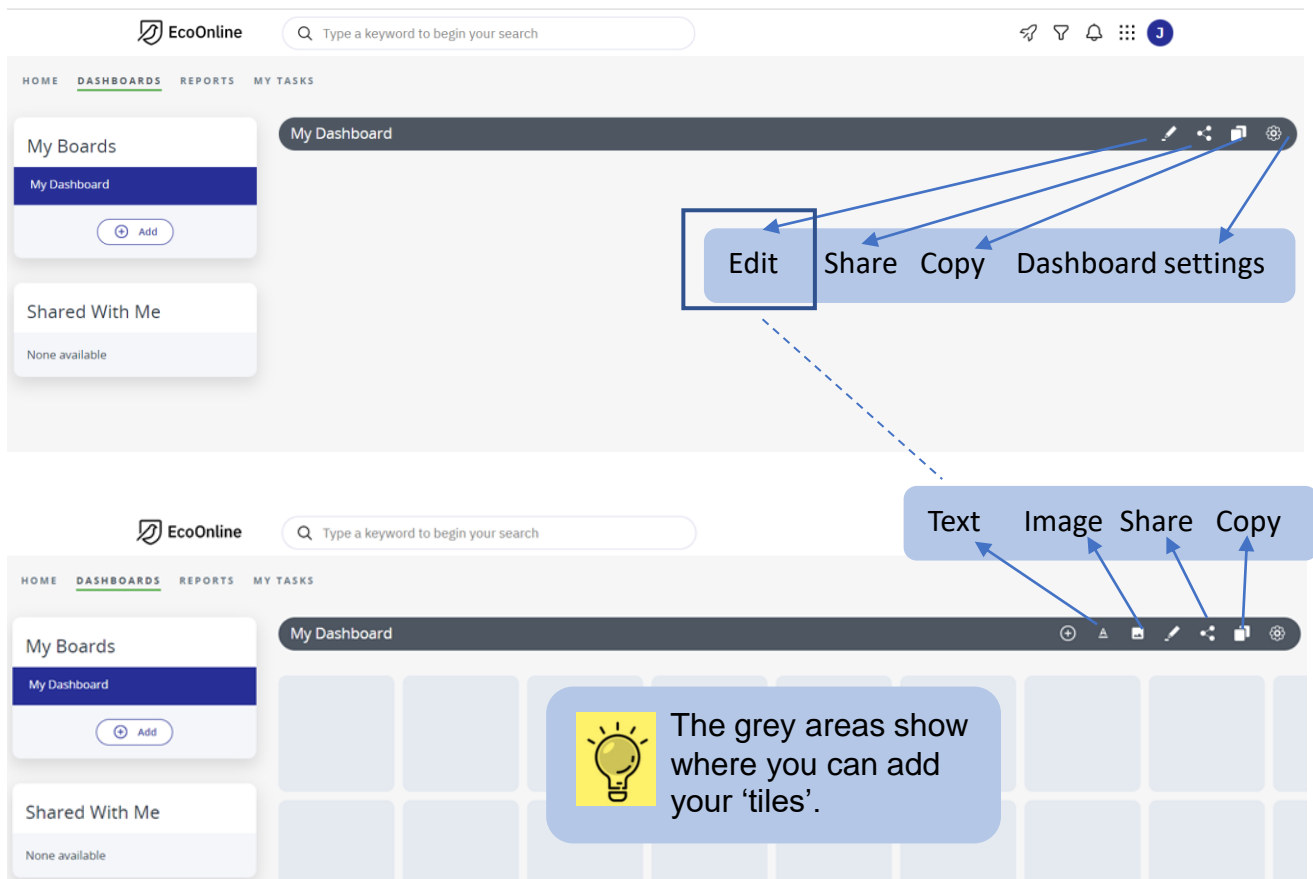 EcoOnline
Type a keyword to begin your search
J
HOME DASHBOARDS REPORTS MY TASKS
My Boards
My Dashboard
My Dashboard
Add
Edit Share Copy Dashboard settings
Shared With Me
None available
Text Image Share Copy
EcoOnline
Type a keyword to begin your search
HOME DASHBOARDS REPORTS MY TASKS
My Boards
My Dashboard
A
My Dashboard
Add
The grey areas show
where you can add
your ‘tiles’.
Shared With Me
None available